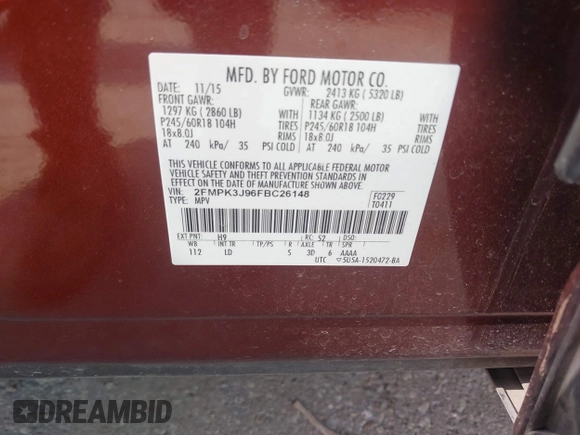 MFD. BY FORD MOTOR CO.
DATE: 11/15 GVWR: 2413 KG ( 5320 LB)
FRONT GAWR: REAR GAWR:
1297 KG ( 2860 LB) 1134 KG ( 2500 LB)
P245/60R18 104H TIRES P245/60R18 104H TIRES
18x8.0J RIMS 18x8.0J RIMS
AT 240 kPa/ 35 PSI COLD AT 240 kPa/ 35 PSI COLD
THIS VEHICLE CONFORMS TO ALL APPLICABLE FEDERAL MOTOR
VEHICLE SAFETY AND THEFT PREVENTION STANDARDS IN
EFFECT ON THE DATE OF MANUFACTURE SHOWN ABOVE.
VIN: 2FMPK3J96FBC26148 F0229
TYPE: MPV T0411
EXT PNT: H9 RC: 52 DSO:
WB INT TR TP/PS R AXLE TR SPR
112 LD S 3D 6 AAAA
UTC ▽5U5A-1520472-BA
DREAMBID